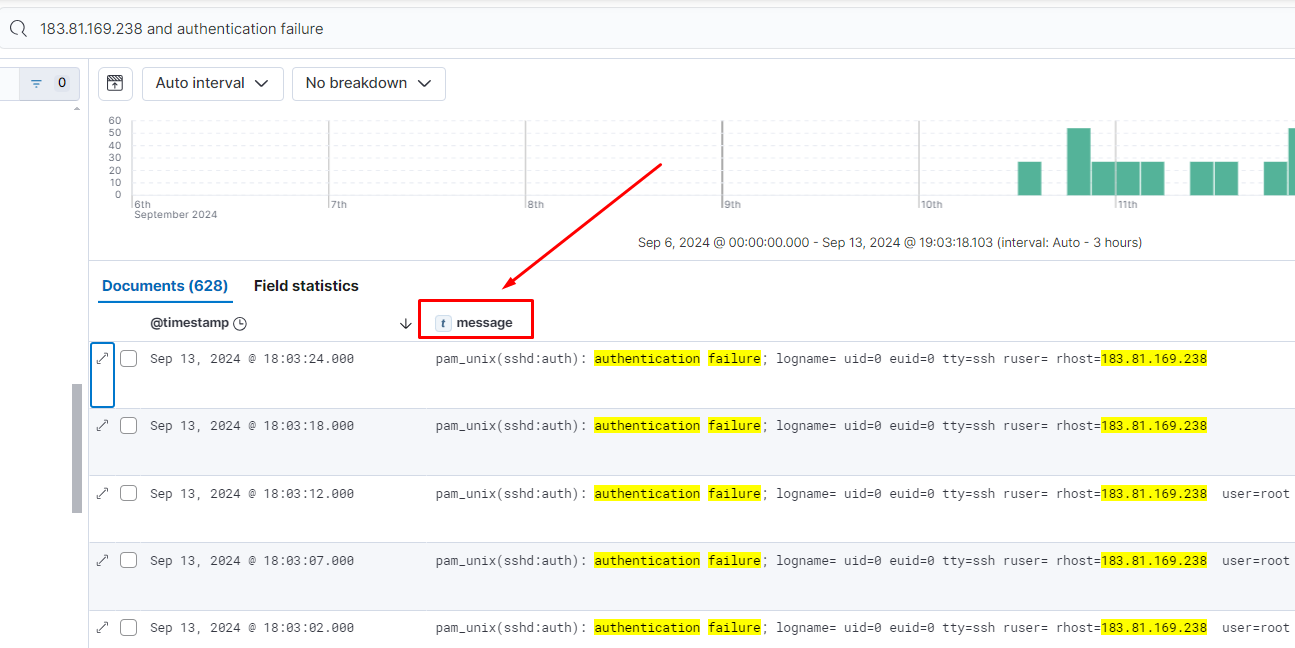 183.81.169.238 and authentication failure
0 Auto interval No breakdown
60
50
40
30
20
10
0
6th 7th 8th 9th 10th 11th
September 2024
Sep 6, 2024 @ 00:00:00.000 - Sep 13, 2024 @ 19:03:18.103 (interval: Auto - 3 hours)
Documents (628) Field statistics
@timestamp t message
Sep 13, 2024 @ 18:03:24.000 pam_unix(sshd:auth): authentication failure; logname= uid=0 euid=0 tty=ssh ruser= rhost=183.81.169.238
Sep 13, 2024 @ 18:03:18.000 pam_unix(sshd:auth): authentication failure; logname= uid=0 euid=0 tty=ssh ruser= rhost=183.81.169.238
Sep 13, 2024 @ 18:03:12.000 pam_unix(sshd:auth): authentication failure; logname= uid=0 euid=0 tty=ssh ruser= rhost=183.81.169.238 user=root
Sep 13, 2024 @ 18:03:07.000 pam_unix(sshd:auth): authentication failure; logname= uid=0 euid=0 tty=ssh ruser= rhost=183.81.169.238 user=root
Sep 13, 2024 @ 18:03:02.000 pam_unix(sshd:auth): authentication failure; logname= uid=0 euid=0 tty=ssh ruser= rhost=183.81.169.238 user=root